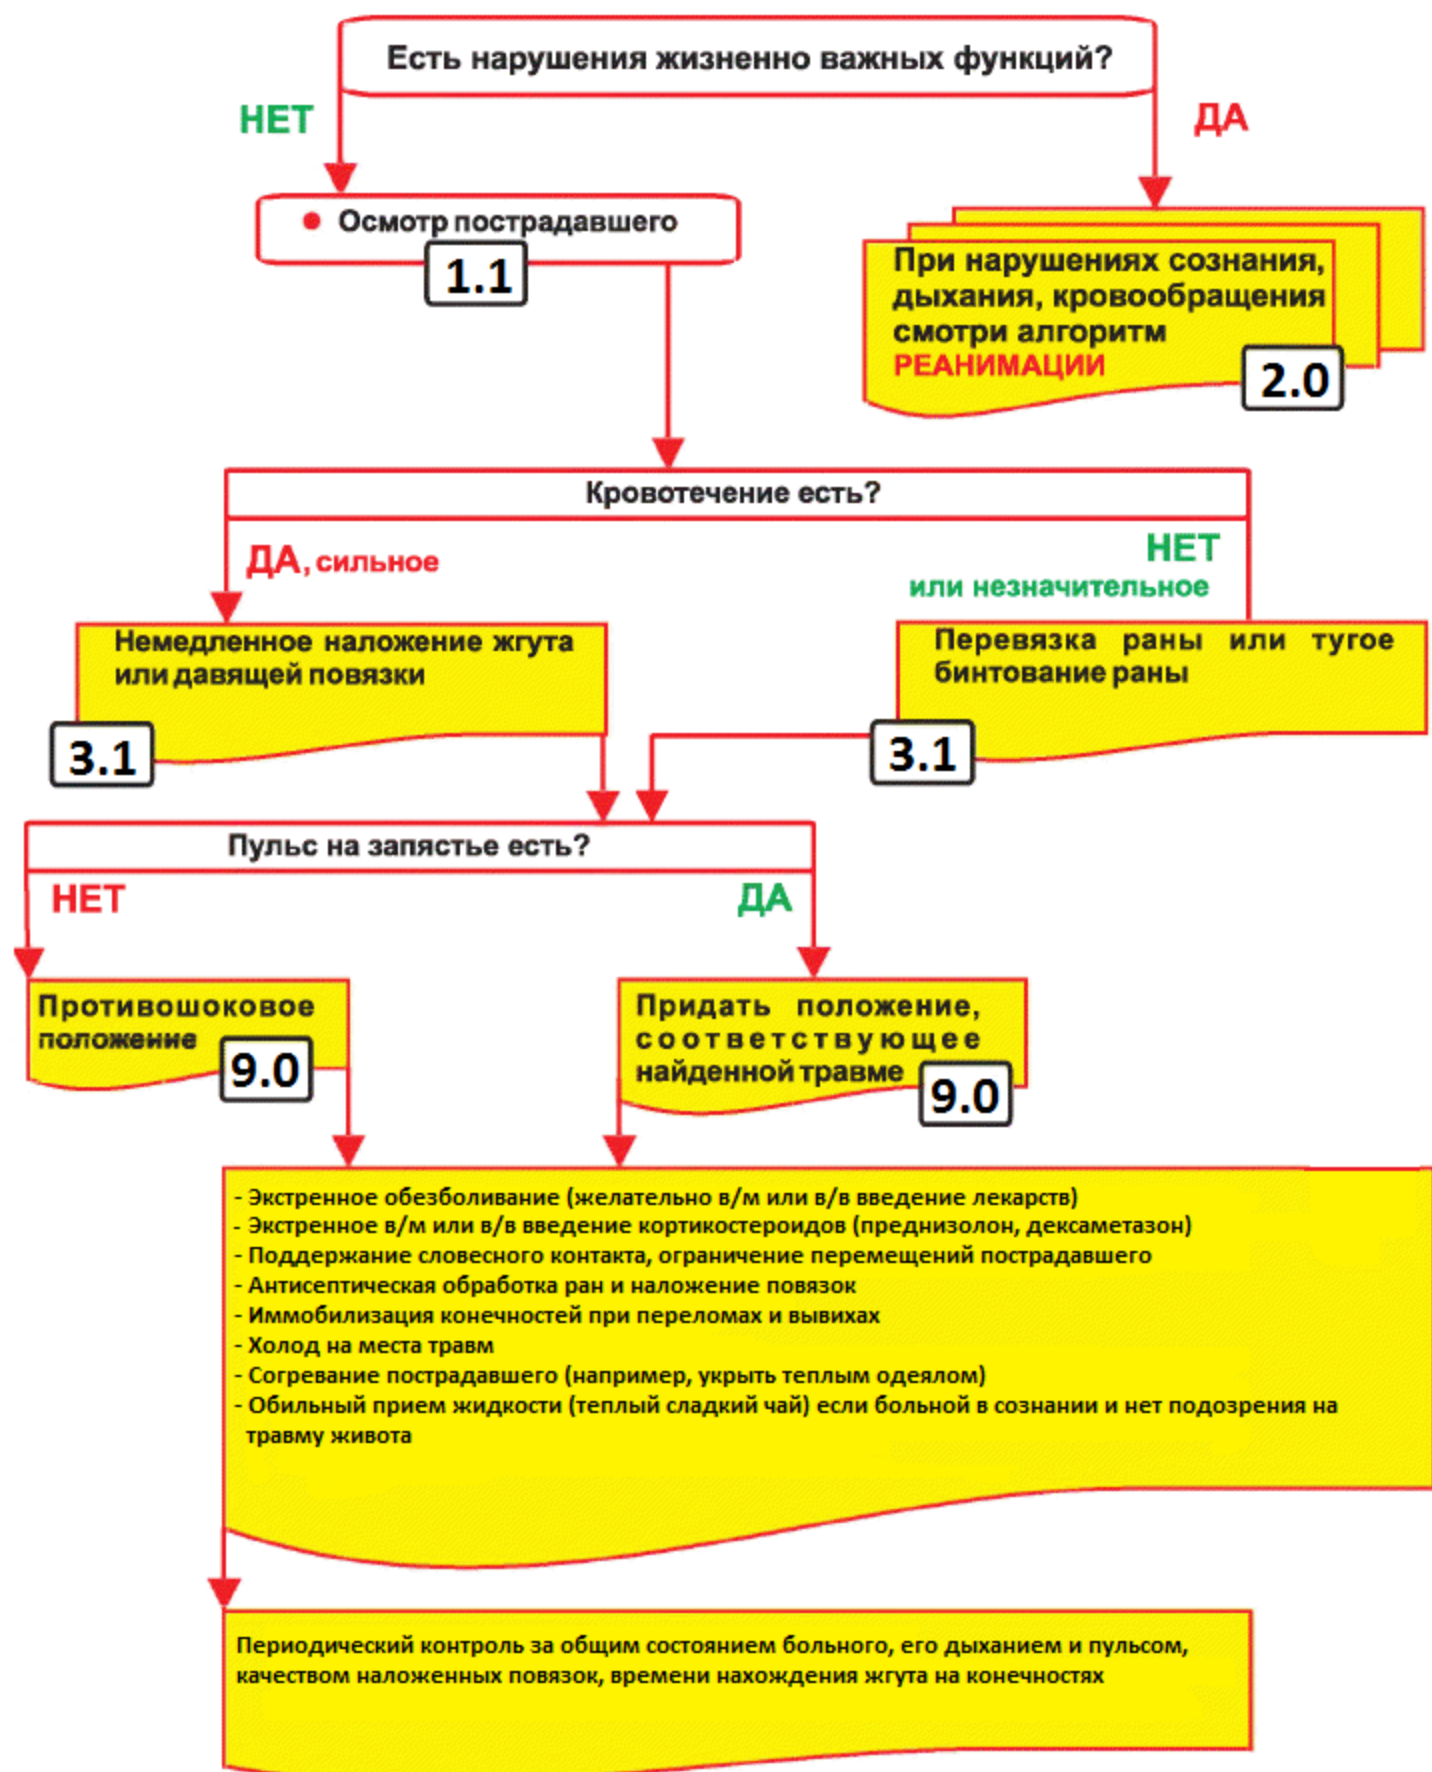 Есть нарушения жизненно важных функций?
НЕТ
ДА
Осмотр пострадавшего
1.1
При нарушениях сознания,
дыхания, кровообращения
смотри алгоритм
РЕАНИМАЦИИ
2.0
Кровотечение есть?
ДА, сильное
НЕТ
или незначительное
Немедленное наложение жгута
или давящей повязки
3.1
Перевязка раны или тугое
бинтование раны
3.1
Пульс на запястье есть?
НЕТ
ДА
Противошоковое
положение
9.0
Придать положение,
соответствующее
найденной травме
9.0
- Экстренное обезболивание (желательно в/м или в/в введение лекарств)
- Экстренное в/м или в/в введение кортикостероидов (преднизолон, дексаметазон)
- Поддержание словесного контакта, ограничение перемещений пострадавшего
- Антисептическая обработка ран и наложение повязок
- Иммобилизация конечностей при переломах и вывихах
- Холод на места травм
- Согревание пострадавшего (например, укрыть теплым одеялом)
- Обильный прием жидкости (теплый сладкий чай) если больной в сознании и нет подозрения на
травму живота
Периодический контроль за общим состоянием больного, его дыханием и пульсом,
качеством наложенных повязок, времени нахождения жгута на конечностях